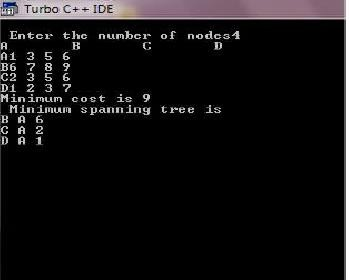 Turbo C++ IDE
Enter the number of nodes4
A B C D
A1 3 5 6
B6 7 8 9
C2 3 5 6
D1 2 3 7
Minimum cost is 9
Minimum spanning tree is
B A 6
C A 2
D A 1